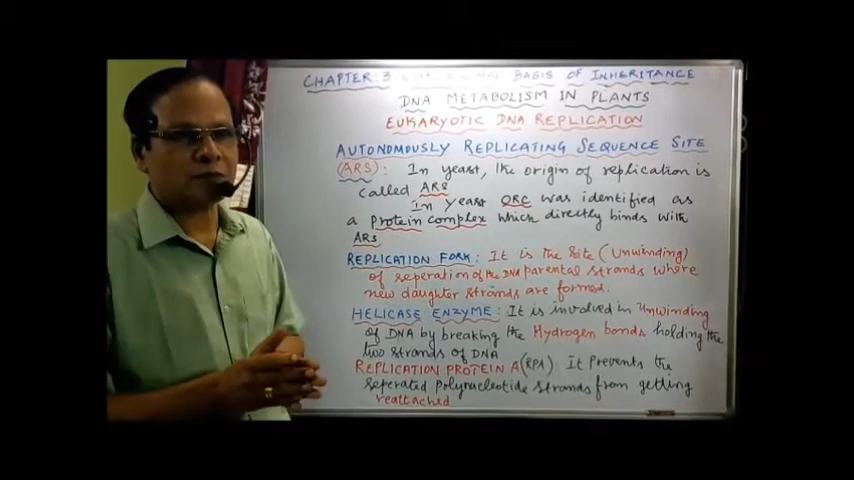 CHAPTER: 3 BASIS OF INHERITANCE
DNA METABOLISM IN PLANTS
EUKARYOTIC DNA REPLICATION
AUTONOMOUSLY REPLICATING SEQUENCE SITE
(ARS): In yeast, the origin of replication is
called ARS
In yeast ORC was identified as
a Protein complex which directly binds with
ARS
REPLICATION FORK: It is the site (Unwinding)
of seperation of the DNA parental strands where
new daughter strands are formed.
HELICASE ENZYME: It is involved in Unwinding
of DNA by breaking the Hydrogen bonds holding the
two strands of DNA
REPLICATION PROTEIN A (RPA): It Prevents the
seperated polynucleotide strands from getting
reattached